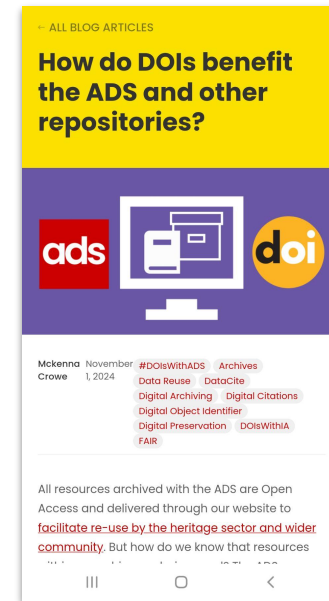 ← ALL BLOG ARTICLES
How do DOIs benefit
the ADS and other
repositories?
ads
doi
Mckenna
Crowe
November
1, 2024
#DOIsWithADS Archives
Data Reuse DataCite
Digital Archiving Digital Citations
Digital Object Identifier
Digital Preservation DOIsWithIA
FAIR
All resources archived with the ADS are Open
Access and delivered through our website to
facilitate re-use by the heritage sector and wider
community. But how do we know that resources